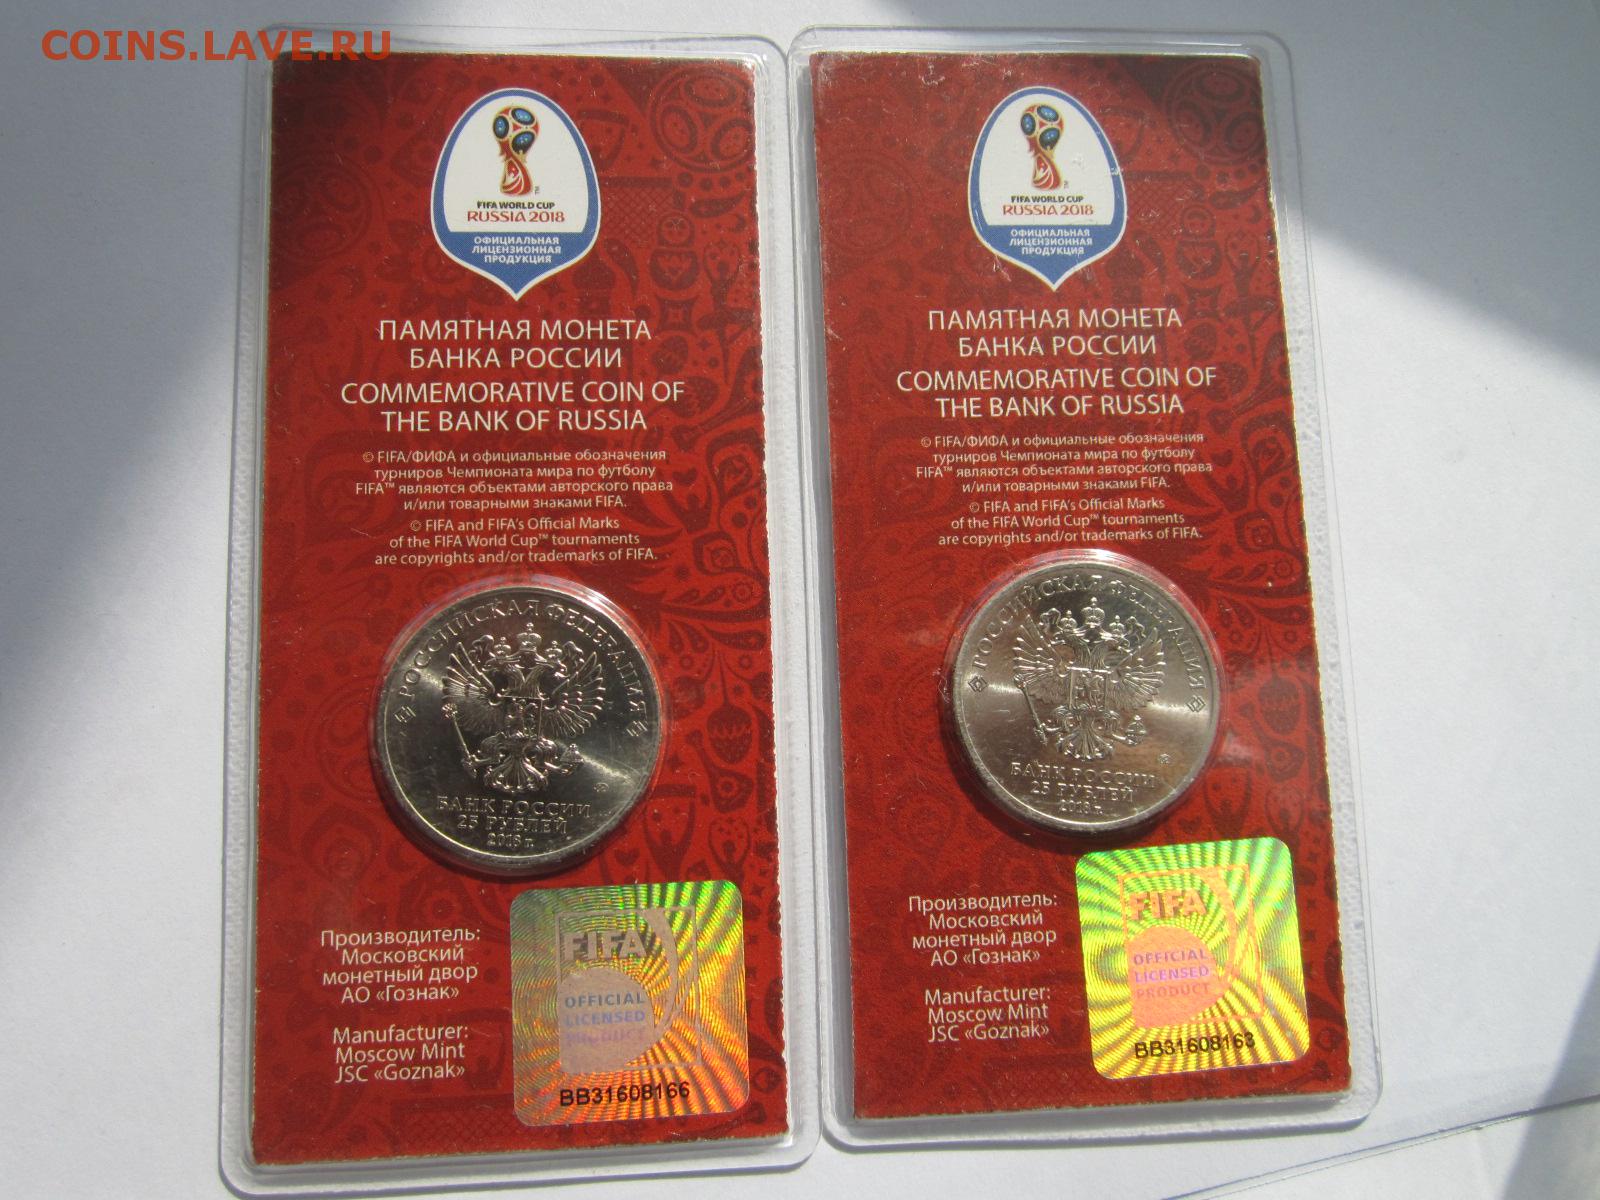 COINS.LAVE.RU
FIFA WORLD CUP
RUSSIA 2018
ОФИЦИАЛЬНАЯ
ЛИЦЕНЗИОННАЯ
ПРОДУКЦИЯ
ПАМЯТНАЯ МОНЕТА
БАНКА РОССИИ
COMMEMORATIVE COIN OF
THE BANK OF RUSSIA
© FIFA/ФИФА и официальные обозначения
турниров Чемпионата мира по футболу
FIFA™ являются объектами авторского права
и/или товарными знаками FIFA.
© FIFA and FIFA's Official Marks
of the FIFA World Cup™ tournaments
are copyrights and/or trademarks of FIFA.
РОССИЙСКАЯ ФЕДЕРАЦИЯ
БАНК РОССИИ
25 РУБЛЕЙ
2018 г.
Производитель:
Московский
монетный двор
АО «Гознак»
Manufacturer:
Moscow Mint
JSC «Goznak»
FIFA
OFFICIAL
LICENSED
PRODUCT
BB31608166
FIFA WORLD CUP
RUSSIA 2018
ОФИЦИАЛЬНАЯ
ЛИЦЕНЗИОННАЯ
ПРОДУКЦИЯ
ПАМЯТНАЯ МОНЕТА
БАНКА РОССИИ
COMMEMORATIVE COIN OF
THE BANK OF RUSSIA
© FIFA/ФИФА и официальные обозначения
турниров Чемпионата мира по футболу
FIFA™ являются объектами авторского права
и/или товарными знаками FIFA.
© FIFA and FIFA's Official Marks
of the FIFA World Cup™ tournaments
are copyrights and/or trademarks of FIFA.
РОССИЙСКАЯ ФЕДЕРАЦИЯ
БАНК РОССИИ
25 РУБЛЕЙ
2018 г.
Производитель:
Московский
монетный двор
АО «Гознак»
Manufacturer:
Moscow Mint
JSC «Goznak»
FIFA
OFFICIAL
LICENSED
PRODUCT
BB31608163